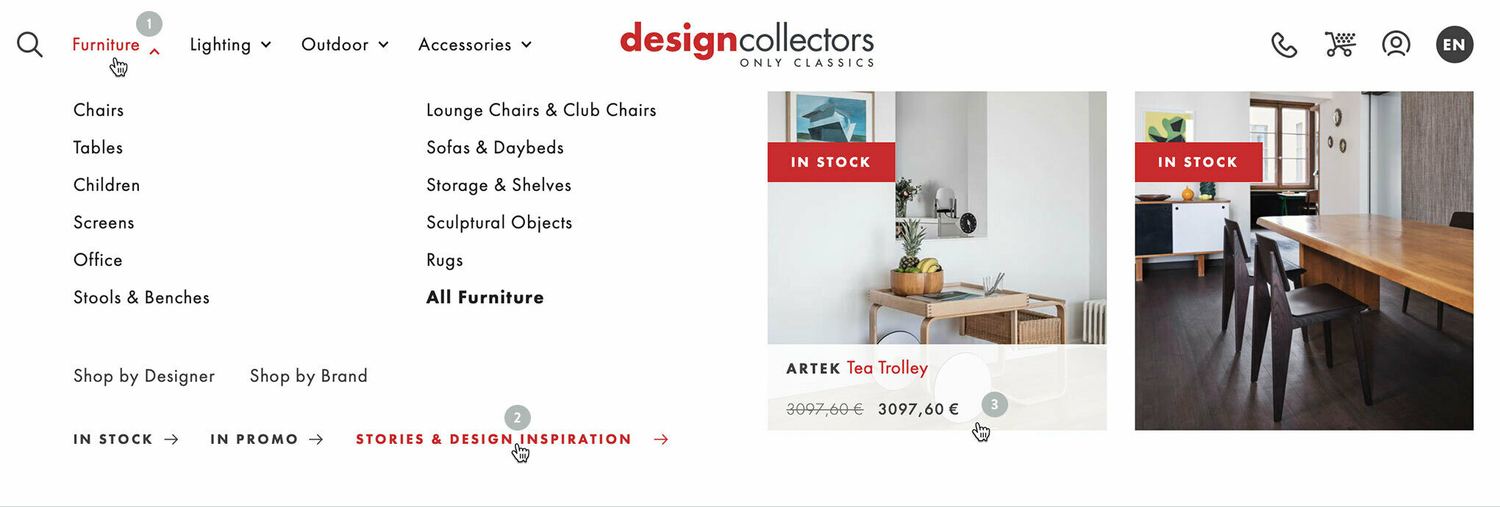 Furniture 1
Lighting
Outdoor
Accessories
designcollectors
ONLY CLASSICS
EN
Chairs
Tables
Children
Screens
Office
Stools & Benches
Lounge Chairs & Club Chairs
Sofas & Daybeds
Storage & Shelves
Sculptural Objects
Rugs
All Furniture
Shop by Designer
Shop by Brand
IN STOCK →
IN PROMO →
2
STORIES & DESIGN INSPIRATION →
IN STOCK
ARTEK Tea Trolley
3097,60 € 3097,60 €
3
IN STOCK